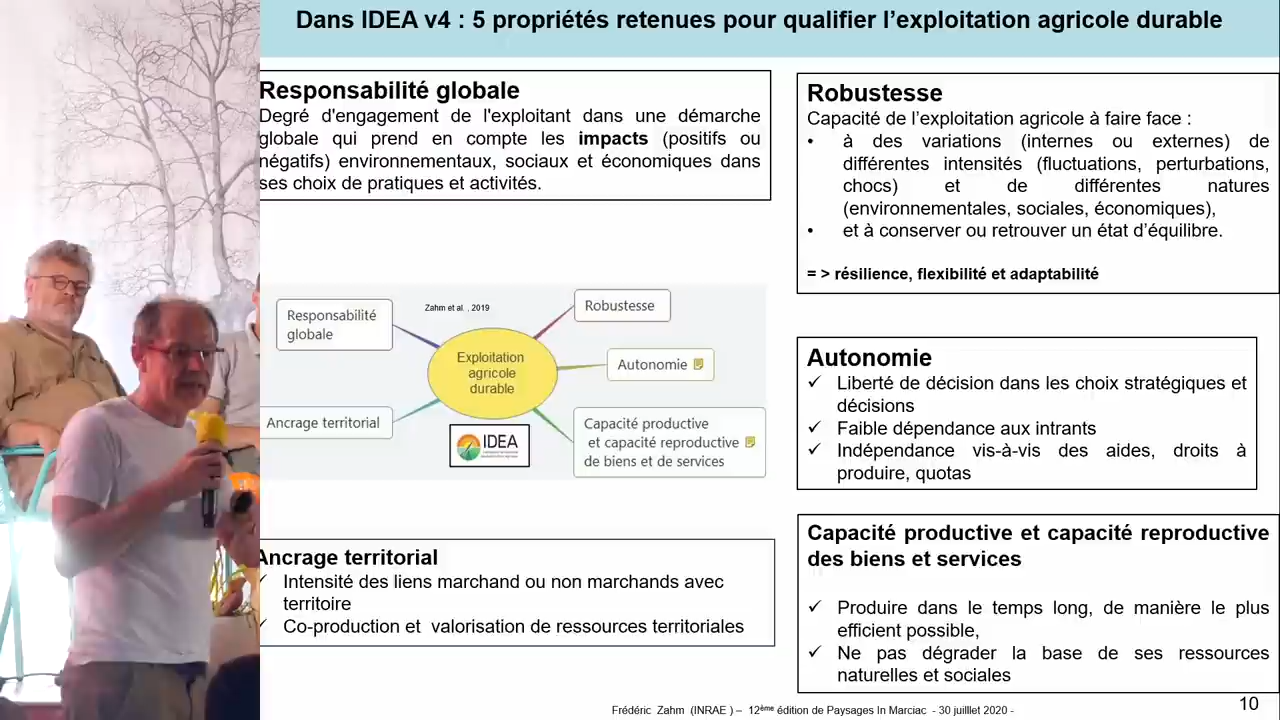 Dans IDEA v4 : 5 propriétés retenues pour qualifier l'exploitation agricole durable
Responsabilité globale
Degré d'engagement de l'exploitant dans une démarche
globale qui prend en compte les impacts (positifs ou
négatifs) environnementaux, sociaux et économiques dans
ses choix de pratiques et activités.
Robustesse
Capacité de l'exploitation agricole à faire face :
• à des variations (internes ou externes) de
différentes intensités (fluctuations, perturbations,
chocs) et de différentes natures
(environnementales, sociales, économiques),
• et à conserver ou retrouver un état d'équilibre.
= > résilience, flexibilité et adaptabilité
Zahm et al. , 2019
Responsabilité
globale
Robustesse
Exploitation
agricole
durable
Autonomie
Ancrage territorial
Capacité productive
et capacité reproductive
de biens et de services
IDEA
Autonomie
✓ Liberté de décision dans les choix stratégiques et
décisions
✓ Faible dépendance aux intrants
✓ Indépendance vis-à-vis des aides, droits à
produire, quotas
Ancrage territorial
✓ Intensité des liens marchand ou non marchands avec
territoire
✓ Co-production et valorisation de ressources territoriales
Capacité productive et capacité reproductive
des biens et services
✓ Produire dans le temps long, de manière le plus
efficient possible,
✓ Ne pas dégrader la base de ses ressources
naturelles et sociales
Frédéric Zahm (INRAE ) – 12ème édition de Paysages In Marciac - 30 juilllet 2020 -
10